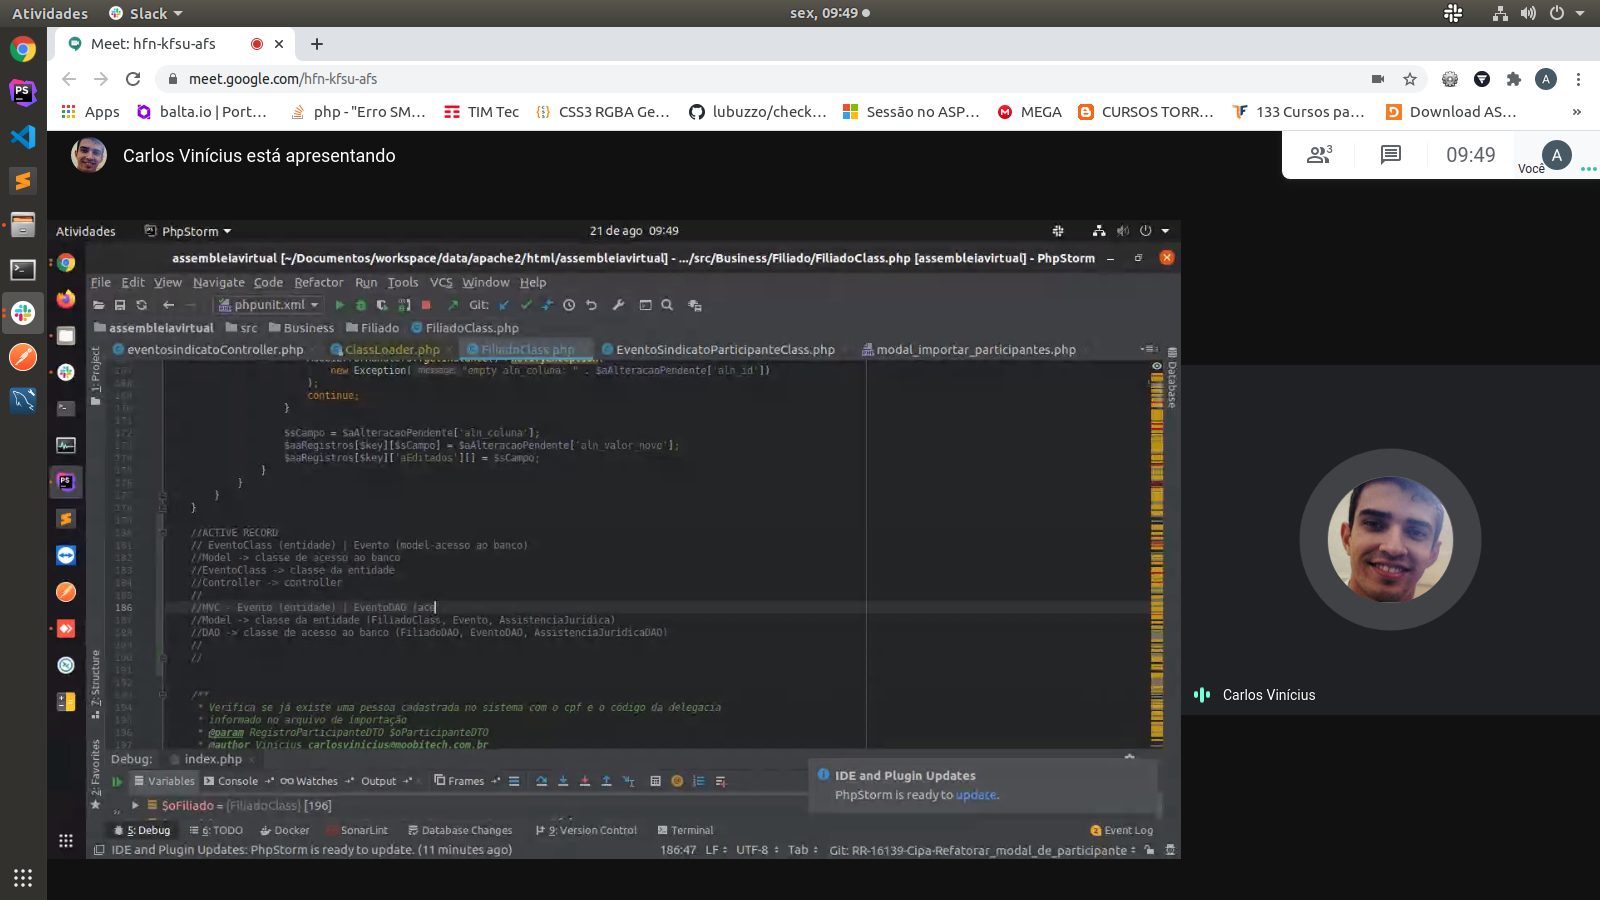 Atividades Slack sex, 09:49
Meet: hfn-kfsu-afs
meet.google.com/hfn-kfsu-afs A
Apps balta.io | Port... php - "Erro SM... TIM Tec CSS3 RGBA Ge... lubuzzo/check... Sessão no ASP... MEGA CURSOS TORR... 133 Cursos pa... Download AS... »
Carlos Vinícius está apresentando 3 09:49 Você A
Atividades PhpStorm 21 de ago 09:49
assembleiavirtual [~/Documentos/workspace/data/apache2/html/assembleiavirtual] - .../src/Business/Filiado/FiliadoClass.php [assembleiavirtual] - PhpStorm
File Edit View Navigate Code Refactor Run Tools VCS Window Help
phpunit.xml Git:
assembleiavirtual src Business Filiado FiliadoClass.php
eventosindicatoController.php ClassLoader.php FiliadoClass.php EventoSindicatoParticipanteClass.php modal_importar_participantes.php
1: Project
Database
new Exception( message: "empty aln_coluna: " . $aAlteracaoPendente['aln_id'])
);
continue;
}
$sCampo = $aAlteracaoPendente['aln_coluna'];
$aaRegistros[$key][$sCampo] = $aAlteracaoPendente['aln_valor_novo'];
$aaRegistros[$key]['aEditados'][] = $sCampo;
}
}
}
}
//ACTIVE RECORD
// EventoClass (entidade) | Evento (model-acesso ao banco)
//Model -> classe de acesso ao banco
//EventoClass -> classe da entidade
//Controller -> controller
//
186 //MVC - Evento (entidade) | EventoDAO (ace
//Model -> classe da entidade (FiliadoClass, Evento, AssistenciaJuridica)
//DAO -> classe de acesso ao banco (FiliadoDAO, EventoDAO, AssistenciaJuridicaDAO)
//
//
/**
* Verifica se já existe uma pessoa cadastrada no sistema com o cpf e o código da delegacia
* informado no arquivo de importação
* @param RegistroParticipanteDTO $oParticipanteDTO
* @author Vinicius carlosvinicius@moobitech.com.br
Z: Structure
2: Favorites
Debug: index.php
Variables Console Watches Output Frames
$oFiliado = {FiliadoClass} [196]
IDE and Plugin Updates
PhpStorm is ready to update.
5: Debug 6: TODO Docker SonarLint Database Changes 9: Version Control Terminal 2 Event Log
IDE and Plugin Updates: PhpStorm is ready to update. (11 minutes ago) 186:47 LF UTF-8 Tab Git: RR-16139-Cipa-Refatorar_modal_de_participante
Carlos Vinícius